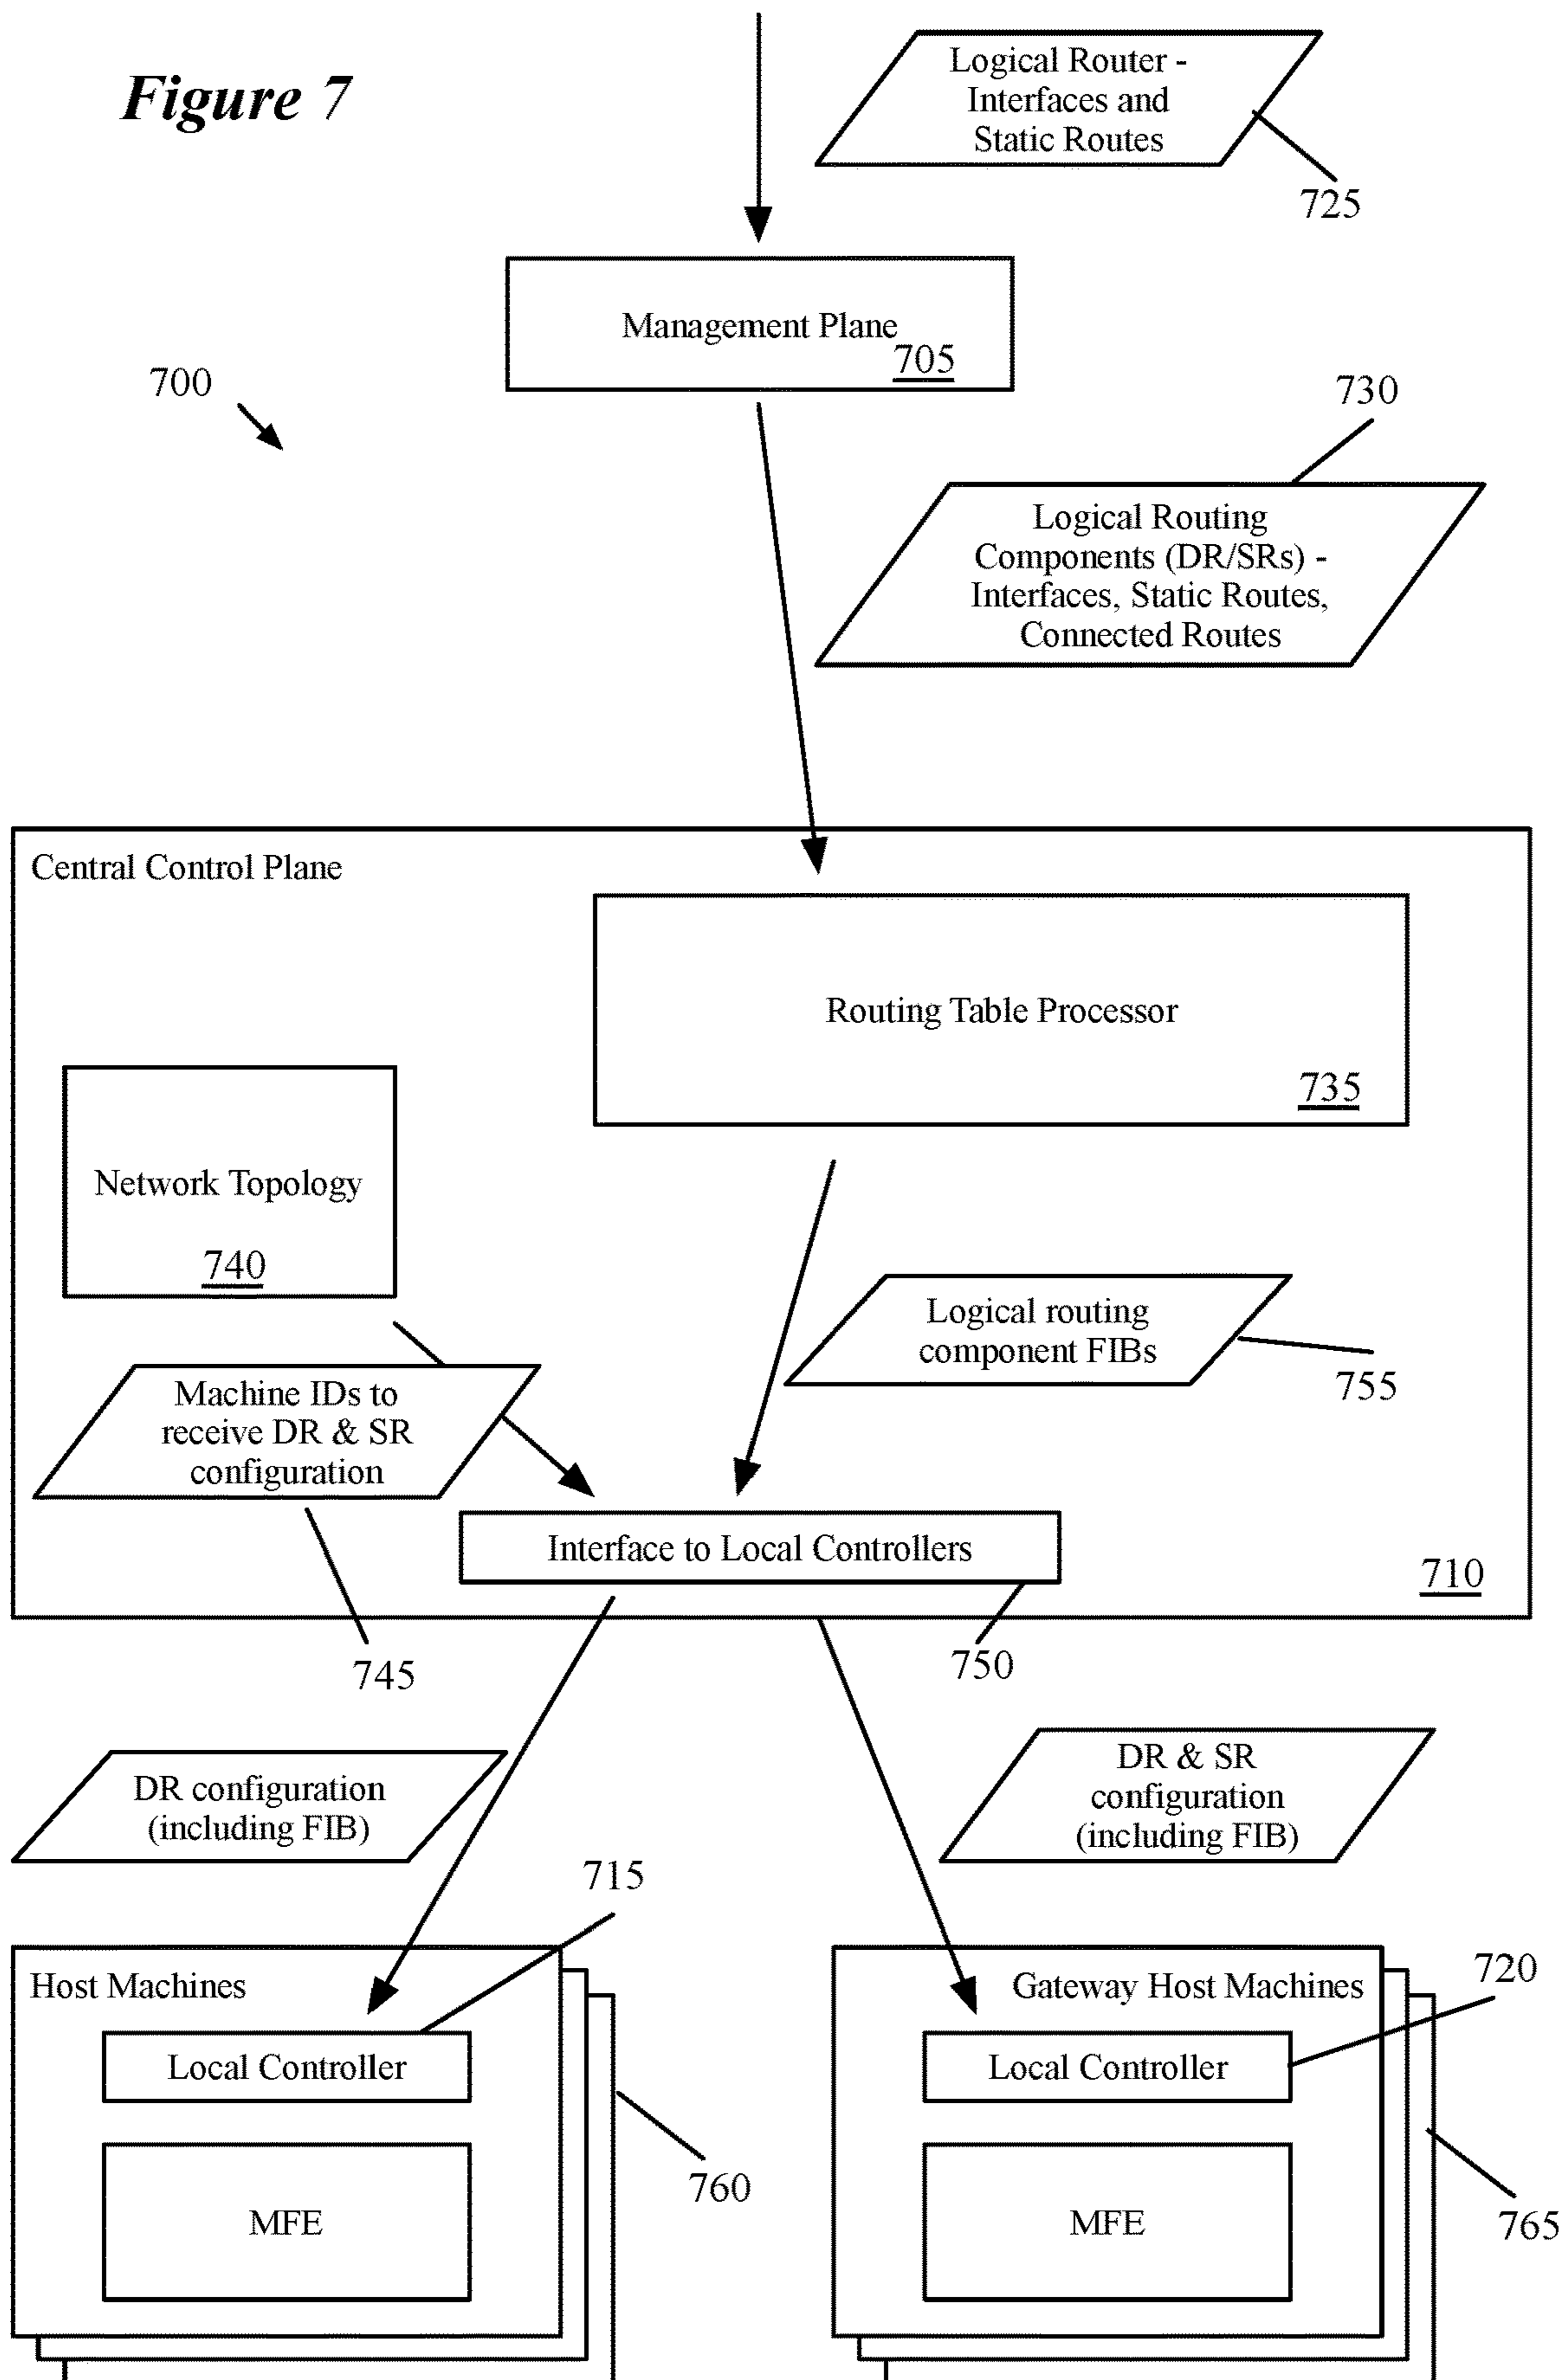 Figure 7
Logical Router -
Interfaces and
Static Routes
725
Management Plane
705
700
730
Logical Routing
Components (DR/SRs) -
Interfaces, Static Routes,
Connected Routes
Central Control Plane
Routing Table Processor
735
Network Topology
740
Logical routing
component FIBs
755
Machine IDs to
receive DR & SR
configuration
Interface to Local Controllers
710
745
750
DR configuration
(including FIB)
DR & SR
configuration
(including FIB)
715
720
Host Machines
Local Controller
MFE
760
Gateway Host Machines
Local Controller
MFE
765